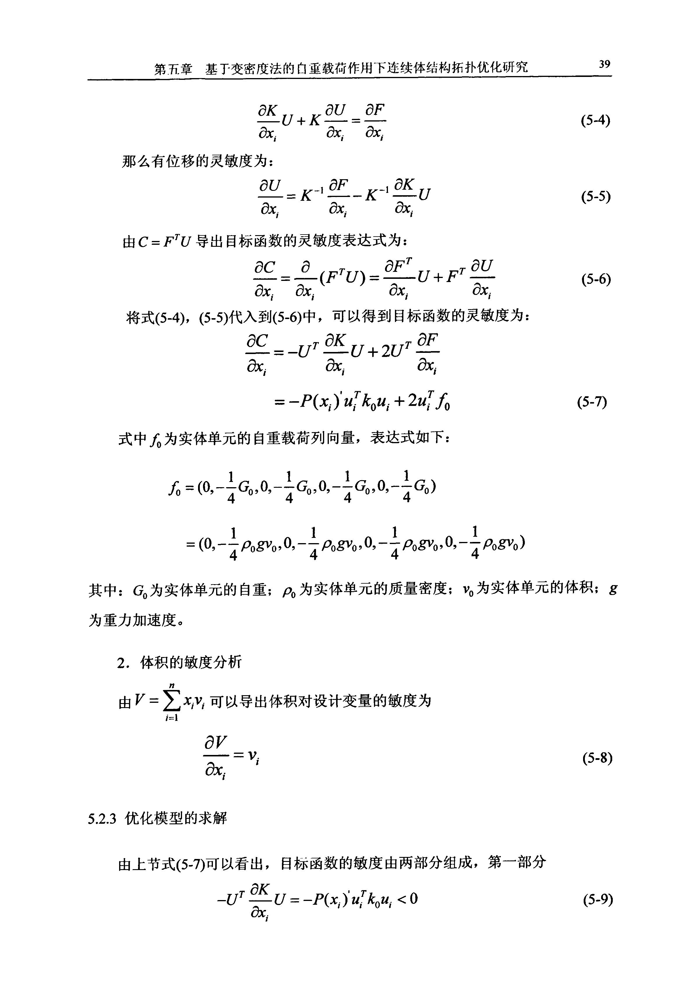 第五章 基于变密度法的自重载荷作用下连续体结构拓扑优化研究 39
$\frac{\partial K}{\partial x_i}U + K\frac{\partial U}{\partial x_i} = \frac{\partial F}{\partial x_i}$ (5-4)
那么有位移的灵敏度为：
$\frac{\partial U}{\partial x_i} = K^{-1}\frac{\partial F}{\partial x_i} - K^{-1}\frac{\partial K}{\partial x_i}U$ (5-5)
由 $C = F^T U$ 导出目标函数的灵敏度表达式为：
$\frac{\partial C}{\partial x_i} = \frac{\partial}{\partial x_i}(F^T U) = \frac{\partial F^T}{\partial x_i}U + F^T\frac{\partial U}{\partial x_i}$ (5-6)
将式(5-4)，(5-5)代入到(5-6)中，可以得到目标函数的灵敏度为：
$\frac{\partial C}{\partial x_i} = -U^T\frac{\partial K}{\partial x_i}U + 2U^T\frac{\partial F}{\partial x_i}$
$= -P(x_i)' u_i^T k_0 u_i + 2u_i^T f_0$ (5-7)
式中 $f_0$ 为实体单元的自重载荷列向量，表达式如下：
$f_0 = (0, -\frac{1}{4}G_0, 0, -\frac{1}{4}G_0, 0, -\frac{1}{4}G_0, 0, -\frac{1}{4}G_0)$
$= (0, -\frac{1}{4}\rho_0 g v_0, 0, -\frac{1}{4}\rho_0 g v_0, 0, -\frac{1}{4}\rho_0 g v_0, 0, -\frac{1}{4}\rho_0 g v_0)$
其中：$G_0$ 为实体单元的自重；$\rho_0$ 为实体单元的质量密度；$v_0$ 为实体单元的体积；$g$
为重力加速度。
2．体积的敏度分析
由 $V = \sum_{i=1}^{n} x_i v_i$ 可以导出体积对设计变量的敏度为
$\frac{\partial V}{\partial x_i} = v_i$ (5-8)
5.2.3 优化模型的求解
由上节式(5-7)可以看出，目标函数的敏度由两部分组成，第一部分
$-U^T\frac{\partial K}{\partial x_i}U = -P(x_i)' u_i^T k_0 u_i < 0$ (5-9)